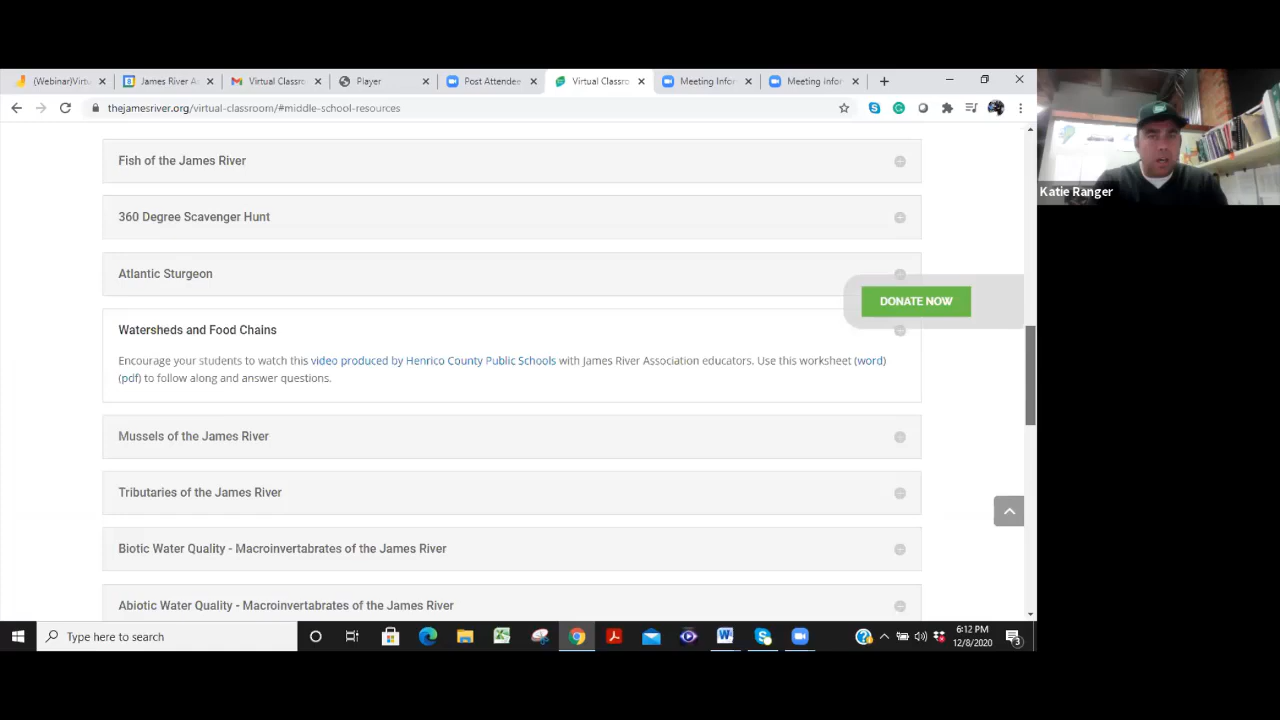 (Webinar)Virtu
James River A
Virtual Classro
Player
Post Attende
Virtual Classro
Meeting Infor
Meeting Infor
thejamesriver.org/virtual-classroom/#middle-school-resources
Katie Ranger
Fish of the James River
360 Degree Scavenger Hunt
Atlantic Sturgeon
DONATE NOW
Watersheds and Food Chains
Encourage your students to watch this video produced by Henrico County Public Schools with James River Association educators. Use this worksheet (word)
(pdf) to follow along and answer questions.
Mussels of the James River
Tributaries of the James River
Biotic Water Quality - Macroinvertabrates of the James River
Abiotic Water Quality - Macroinvertabrates of the James River
Type here to search
6:12 PM
12/8/2020
3